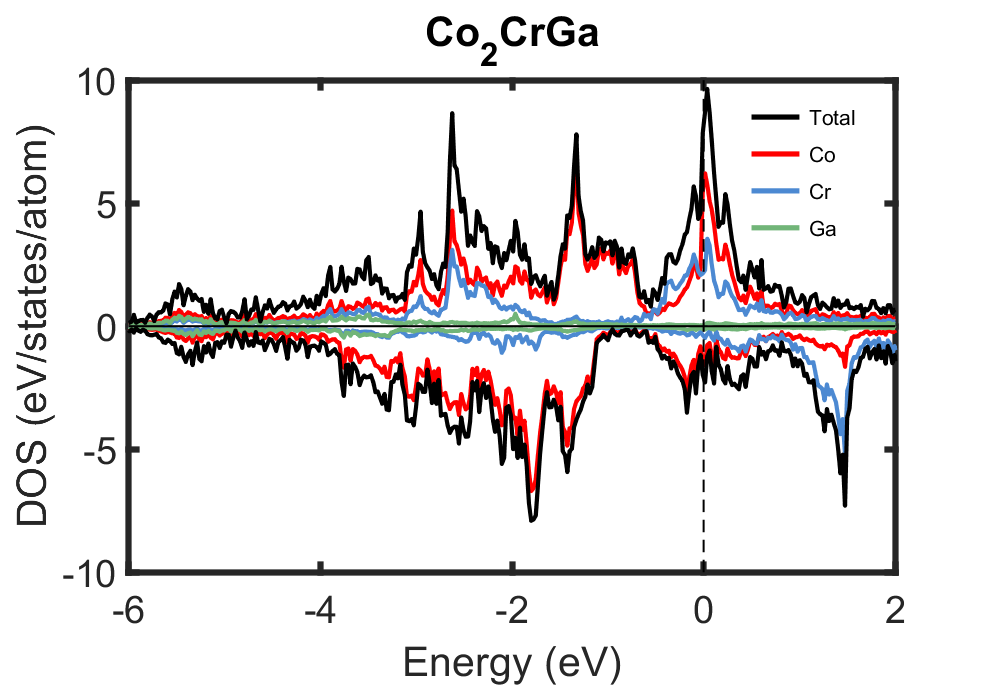 Co2CrGa
10
5
0
-5
-10
DOS (eV/states/atom)
Total
Co
Cr
Ga
-6 -4 -2 0 2
Energy (eV)